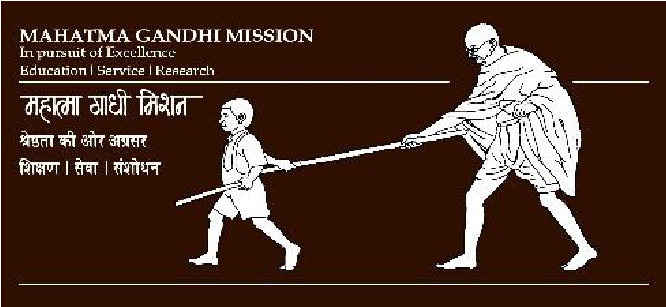 MAHATMA GANDHI MISSION
In pursuit of Excellence
Education | Service | Research
महात्मा गांधी मिशन
श्रेष्ठता की ओर अग्रसर
शिक्षण | सेवा | संशोधन